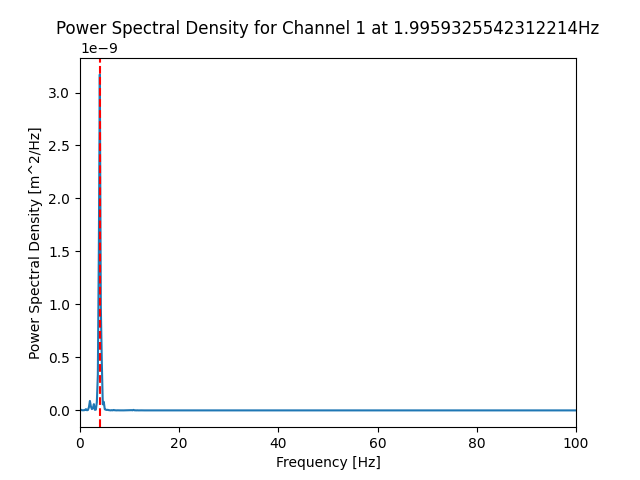 Power Spectral Density for Channel 1 at 1.9959325542312214Hz
1e−9
3.0
2.5
2.0
1.5
1.0
0.5
0.0
Power Spectral Density [m^2/Hz]
0 20 40 60 80 100
Frequency [Hz]